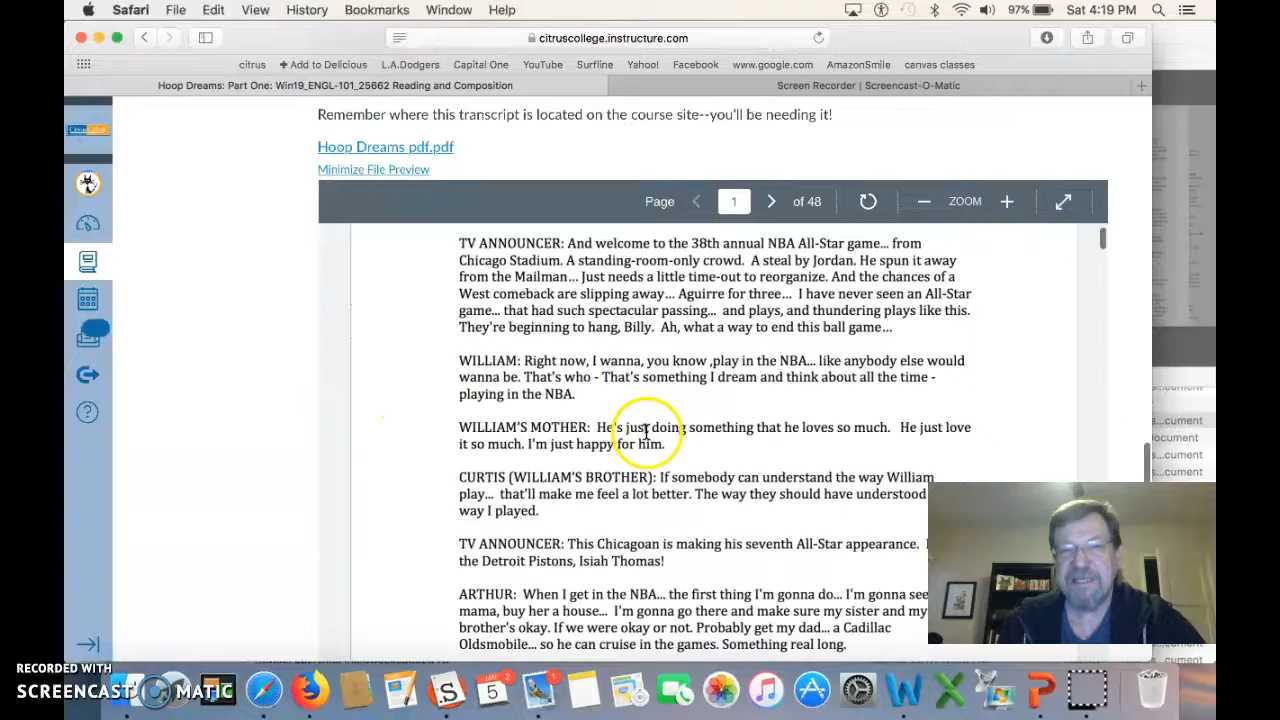 Safari File Edit View History Bookmarks Window Help 97% Sat 4:19 PM
citruscollege.instructure.com
citrus + Add to Delicious L.A.Dodgers Capital One YouTube Surfline Yahoo! Facebook www.google.com AmazonSmile canvas classes
Hoop Dreams: Part One: Win19_ENGL-101_25662 Reading and Composition Screen Recorder | Screencast-O-Matic
Remember where this transcript is located on the course site--you'll be needing it!
Hoop Dreams pdf.pdf
Minimize File Preview
Page 1 of 48 ZOOM
TV ANNOUNCER: And welcome to the 38th annual NBA All-Star game... from
Chicago Stadium. A standing-room-only crowd. A steal by Jordan. He spun it away
from the Mailman... Just needs a little time-out to reorganize. And the chances of a
West comeback are slipping away... Aguirre for three... I have never seen an All-Star
game... that had such spectacular passing... and plays, and thundering plays like this.
They're beginning to hang, Billy. Ah, what a way to end this ball game...
WILLIAM: Right now, I wanna, you know ,play in the NBA... like anybody else would
wanna be. That's who - That's something I dream and think about all the time -
playing in the NBA.
WILLIAM'S MOTHER: He's just doing something that he loves so much. He just love
it so much. I'm just happy for him.
CURTIS (WILLIAM'S BROTHER): If somebody can understand the way William
play... that'll make me feel a lot better. The way they should have understood
way I played.
TV ANNOUNCER: This Chicagoan is making his seventh All-Star appearance.
the Detroit Pistons, Isiah Thomas!
ARTHUR: When I get in the NBA... the first thing I'm gonna do... I'm gonna see
mama, buy her a house... I'm gonna go there and make sure my sister and my
brother's okay. If we were okay or not. Probably get my dad... a Cadillac
Oldsmobile... so he can cruise in the games. Something real long.
cument
ocument
cument
cument
RECORDED WITH
SCREENCAST MATIC
JAN
5
2
1